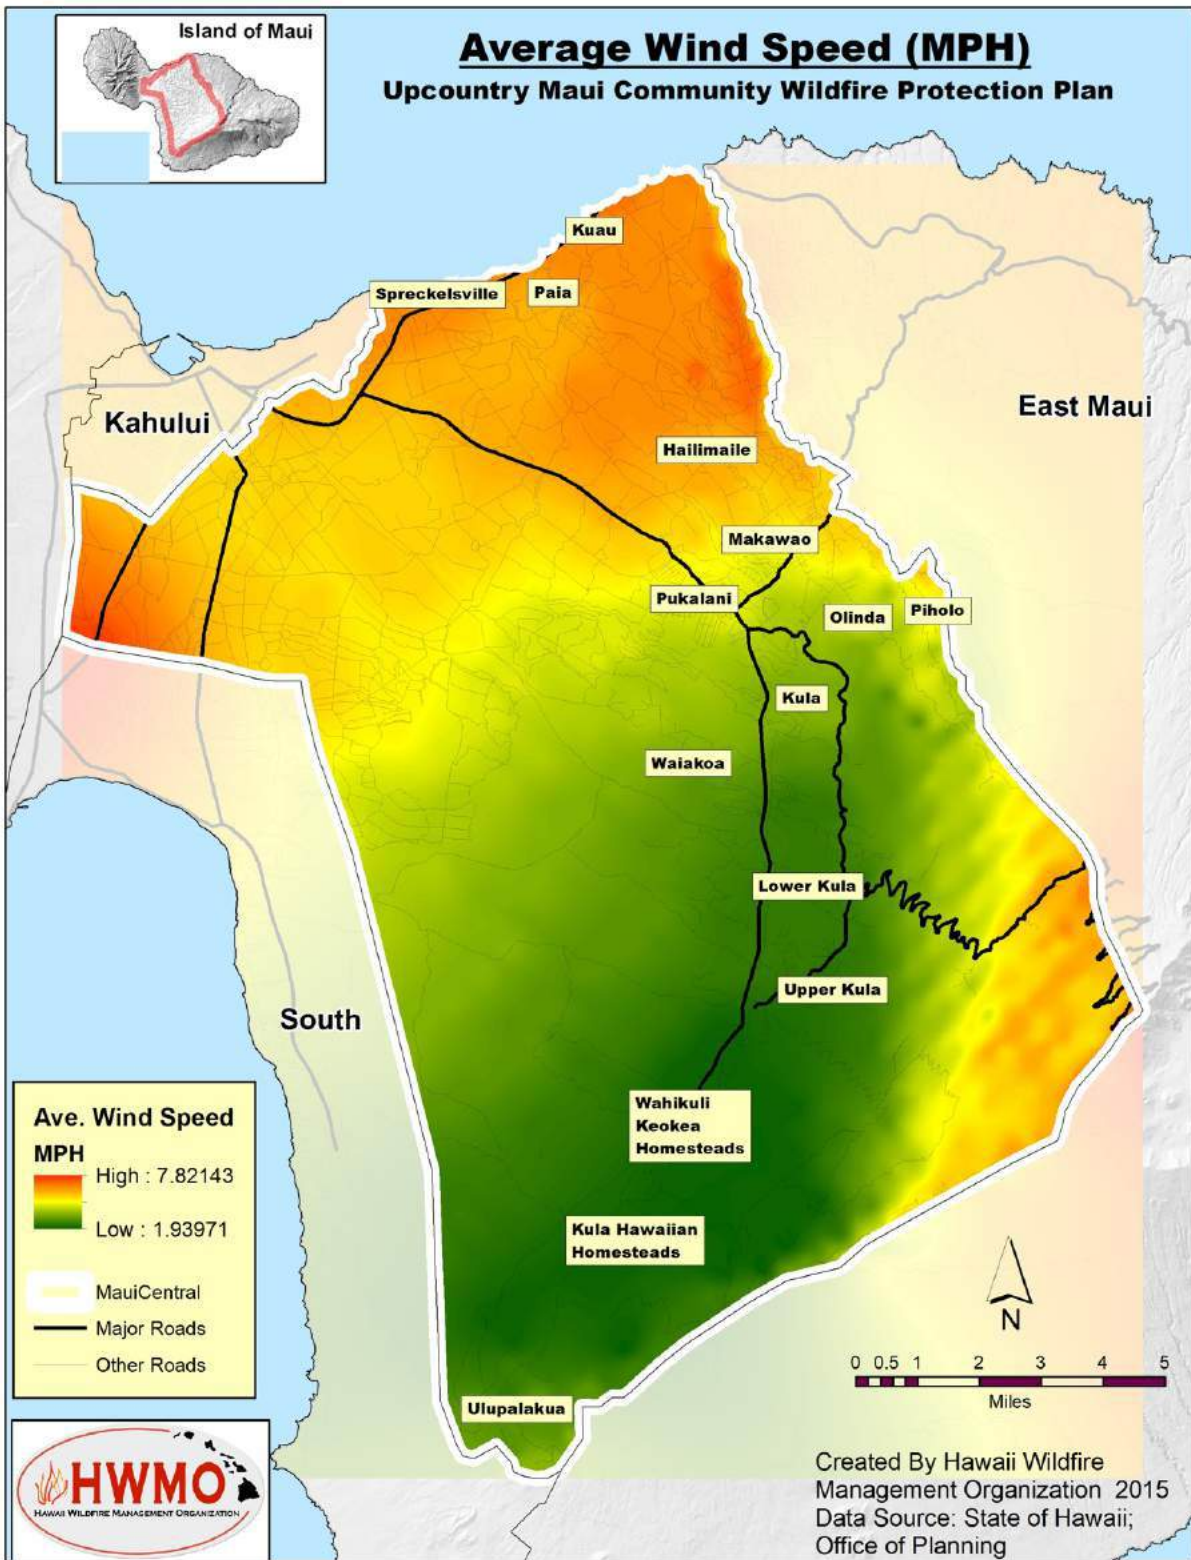 Island of Maui
Average Wind Speed (MPH)
Upcountry Maui Community Wildfire Protection Plan
Kuau
Spreckelsville
Paia
Kahului
East Maui
Hailimaile
Makawao
Pukalani
Olinda
Piholo
Kula
Waiakoa
Lower Kula
Upper Kula
South
Wahikuli
Keokea
Homesteads
Kula Hawaiian
Homesteads
Ulupalakua
Ave. Wind Speed
MPH
High : 7.82143
Low : 1.93971
MauiCentral
Major Roads
Other Roads
N
0 0.5 1 2 3 4 5
Miles
HWMO
HAWAII WILDFIRE MANAGEMENT ORGANIZATION
Created By Hawaii Wildfire
Management Organization 2015
Data Source: State of Hawaii;
Office of Planning